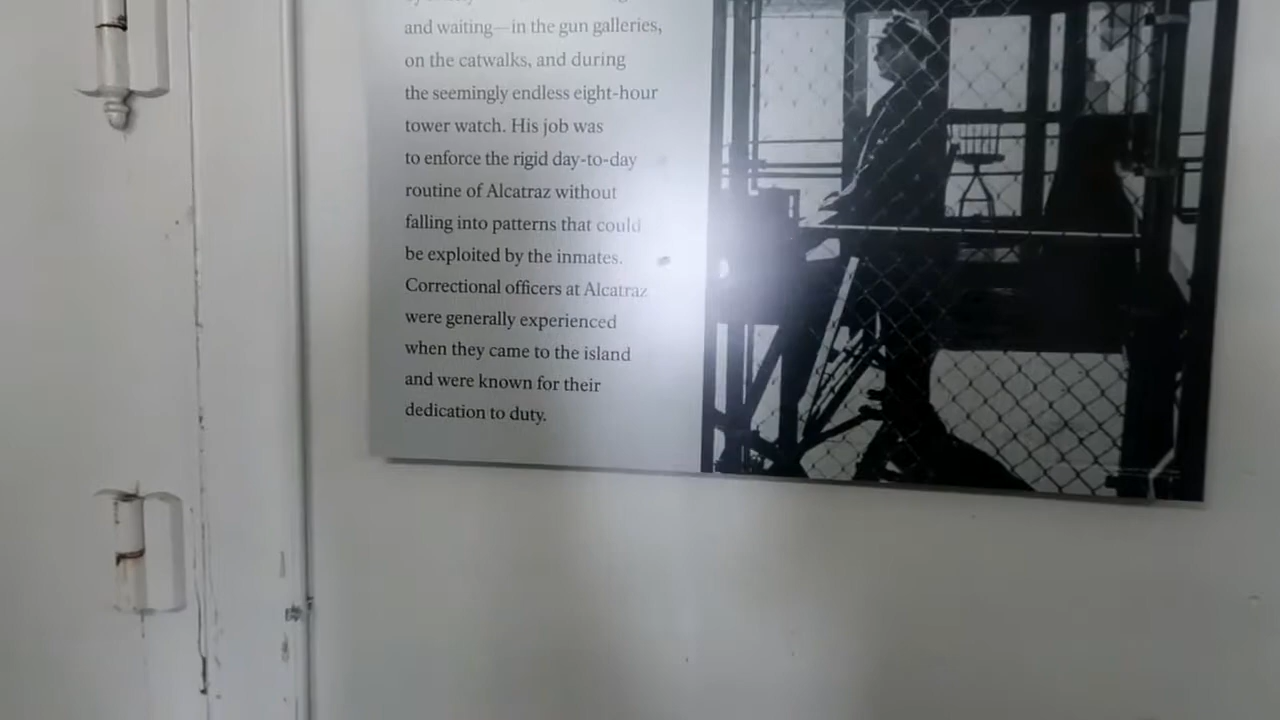 and waiting—in the gun galleries,
on the catwalks, and during
the seemingly endless eight-hour
tower watch. His job was
to enforce the rigid day-to-day
routine of Alcatraz without
falling into patterns that could
be exploited by the inmates.
Correctional officers at Alcatraz
were generally experienced
when they came to the island
and were known for their
dedication to duty.